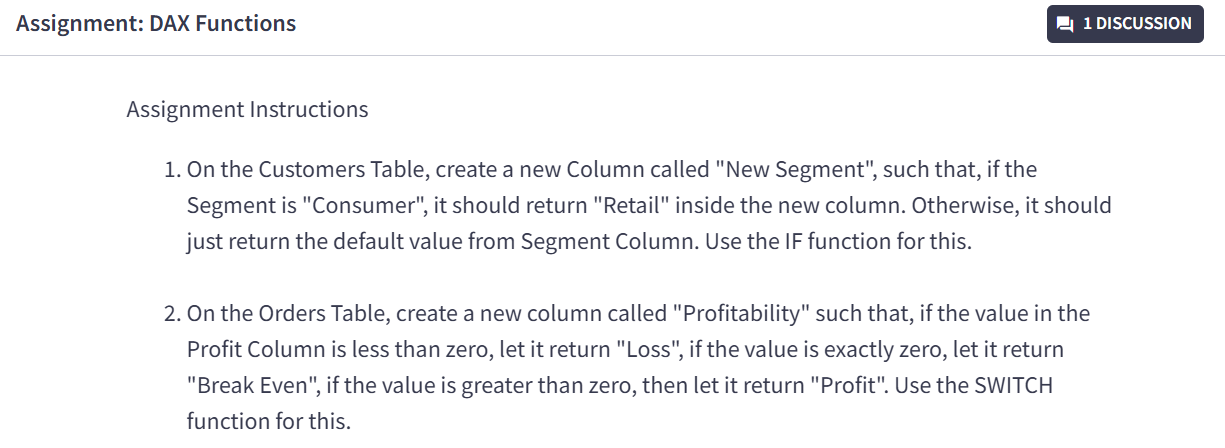 Assignment: DAX Functions
1 DISCUSSION
Assignment Instructions
1. On the Customers Table, create a new Column called "New Segment", such that, if the
Segment is "Consumer", it should return "Retail" inside the new column. Otherwise, it should
just return the default value from Segment Column. Use the IF function for this.
2. On the Orders Table, create a new column called "Profitability" such that, if the value in the
Profit Column is less than zero, let it return "Loss", if the value is exactly zero, let it return
"Break Even", if the value is greater than zero, then let it return "Profit". Use the SWITCH
function for this.